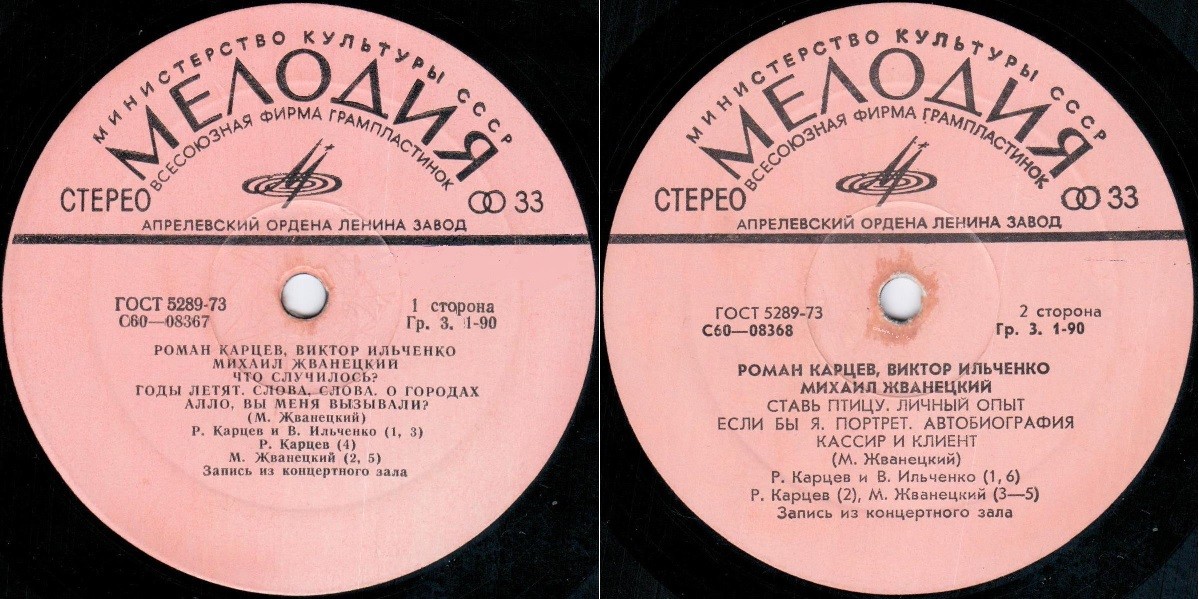 МИНИСТЕРСТВО КУЛЬТУРЫ СССР
МЕЛОДИЯ
ВСЕСОЮЗНАЯ ФИРМА ГРАМПЛАСТИНОК
СТЕРЕО
33
АПРЕЛЕВСКИЙ ОРДЕНА ЛЕНИНА ЗАВОД
ГОСТ 5289-73
1 сторона
С60—08367
Гр. 3. 1-90
РОМАН КАРЦЕВ, ВИКТОР ИЛЬЧЕНКО
МИХАИЛ ЖВАНЕЦКИЙ
ЧТО СЛУЧИЛОСЬ?
ГОДЫ ЛЕТЯТ. СЛОВА, СЛОВА. О ГОРОДАХ
АЛЛО, ВЫ МЕНЯ ВЫЗЫВАЛИ?
(М. Жванецкий)
Р. Карцев и В. Ильченко (1, 3)
Р. Карцев (4)
М. Жванецкий (2, 5)
Запись из концертного зала
МИНИСТЕРСТВО КУЛЬТУРЫ СССР
МЕЛОДИЯ
ВСЕСОЮЗНАЯ ФИРМА ГРАМПЛАСТИНОК
СТЕРЕО
33
АПРЕЛЕВСКИЙ ОРДЕНА ЛЕНИНА ЗАВОД
ГОСТ 5289-73
2 сторона
С60—08368
Гр. 3. 1-90
РОМАН КАРЦЕВ, ВИКТОР ИЛЬЧЕНКО
МИХАИЛ ЖВАНЕЦКИЙ
СТАВЬ ПТИЦУ. ЛИЧНЫЙ ОПЫТ
ЕСЛИ БЫ Я. ПОРТРЕТ. АВТОБИОГРАФИЯ
КАССИР И КЛИЕНТ
(М. Жванецкий)
Р. Карцев и В. Ильченко (1, 6)
Р. Карцев (2), М. Жванецкий (3—5)
Запись из концертного зала